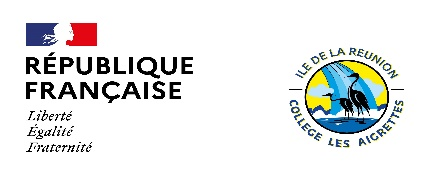 RÉPUBLIQUE
FRANÇAISE
Liberté
Égalité
Fraternité
ILE DE LA REUNION
COLLEGE LES AIGRETTES